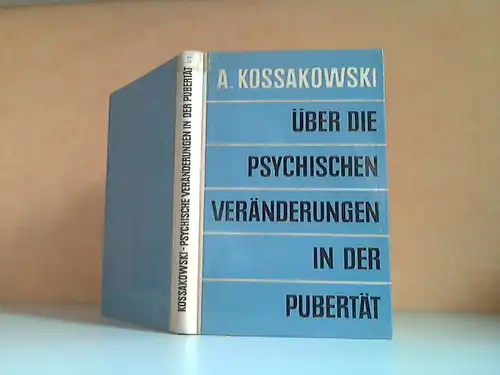 A. KOSSAKOWSKI
ÜBER DIE
PSYCHISCHEN
VERÄNDERUNGEN
IN DER
PUBERTÄT
KOSSAKOWSKI - PSYCHISCHE VERÄNDERUNGEN IN DER PUBERTÄT